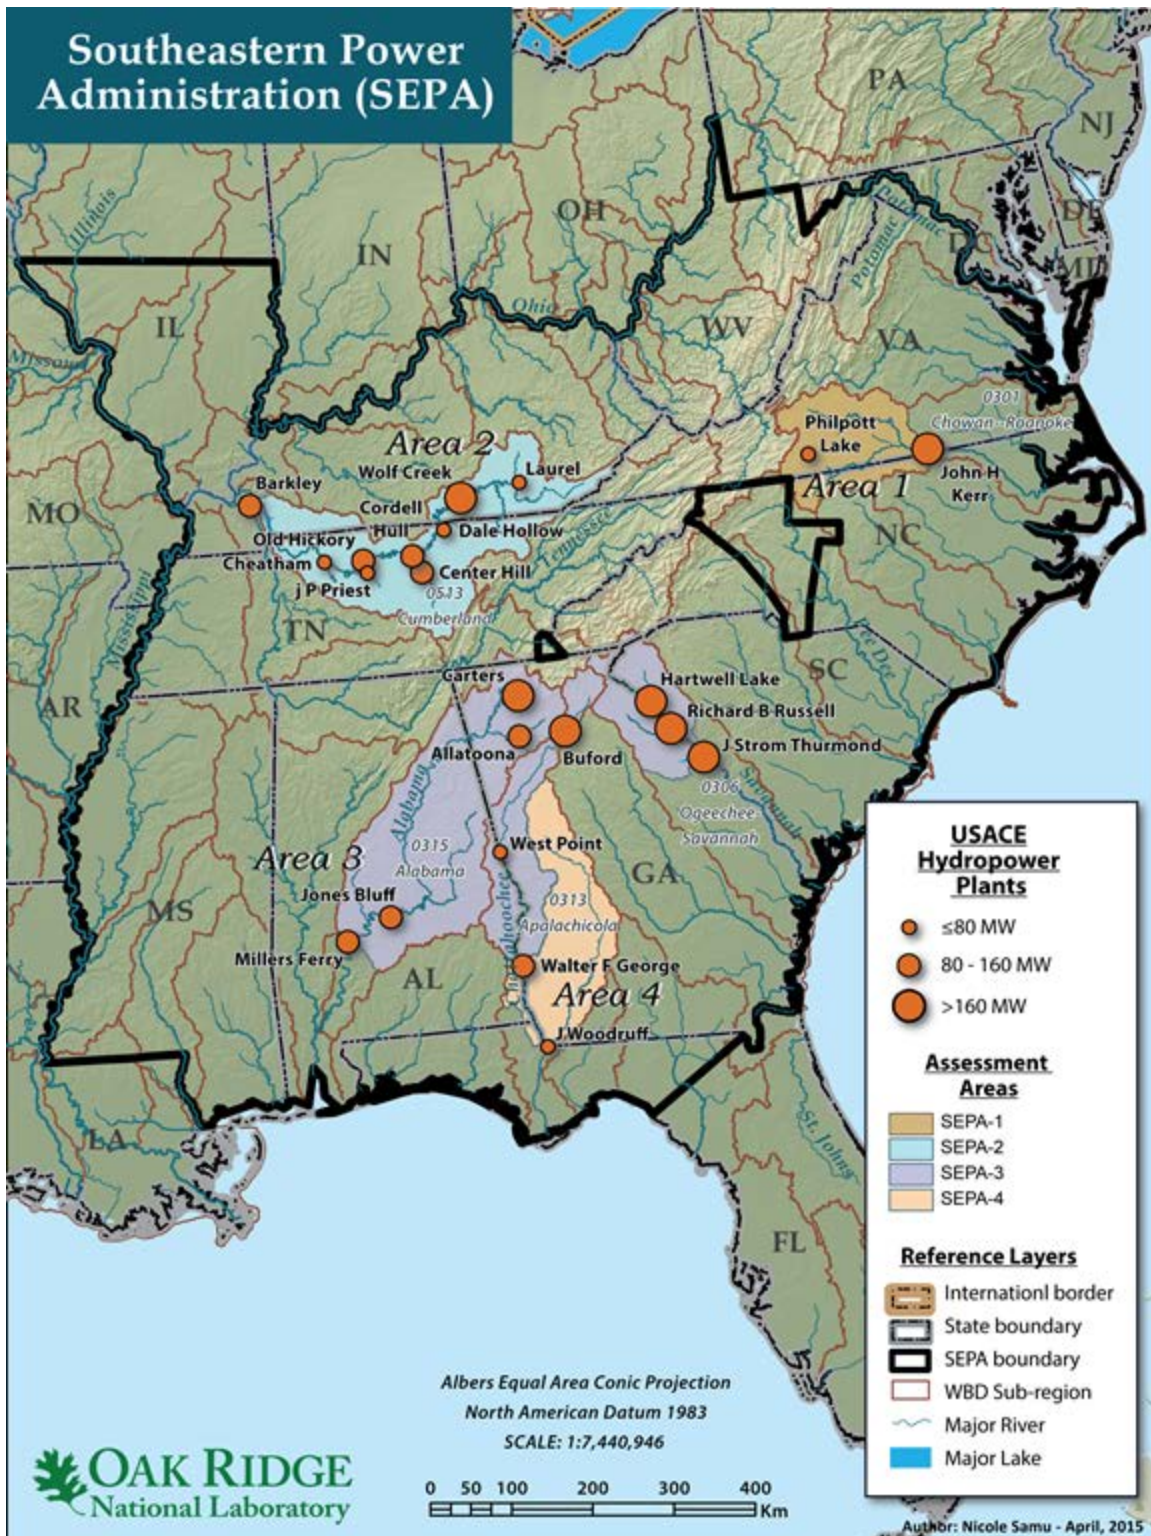 Southeastern Power
Administration (SEPA)
PA
NJ
Illinois
OH
Potomac
DE
DC
IN
Potomac
MD
Ohio
IL
WV
VA
Missouri
0301
Chowan - Roanoke
Philpott
Lake
Area 2
Wolf Creek
Laurel
Barkley
John H
Kerr
Area 1
Cordell
Hull
MO
Old Hickory
Dale Hollow
Tennessee
NC
Cheatham
Center Hill
j P Priest
0513
Cumberland
Mississippi
TN
Pee Dee
SC
Carters
Hartwell Lake
AR
Richard B Russell
Allatoona
Buford
J Strom Thurmond
Alabama
0306
Ogeechee-
Savannah
Savannah
West Point
0315
Alabama
Area 3
GA
Jones Bluff
0313
Apalachicola
MS
Chattahoochee
Millers Ferry
Walter F George
AL
Area 4
J Woodruff
LA
St. Johns
FL
USACE
Hydropower
Plants
≤80 MW
80 - 160 MW
>160 MW
Assessment
Areas
SEPA-1
SEPA-2
SEPA-3
SEPA-4
Reference Layers
Internationl border
State boundary
SEPA boundary
WBD Sub-region
Major River
Major Lake
Albers Equal Area Conic Projection
North American Datum 1983
SCALE: 1:7,440,946
OAK RIDGE
National Laboratory
0 50 100 200 300 400
Km
Author: Nicole Samu - April, 2015